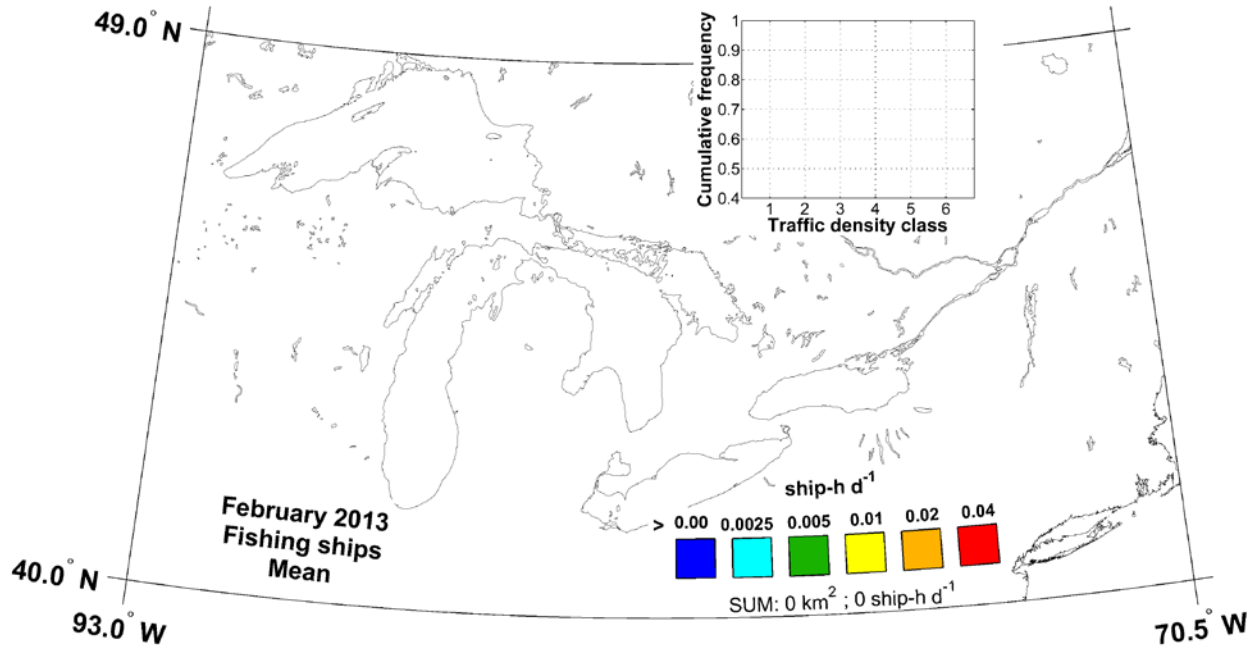 49.0° N
1
0.9
0.8
0.7
0.6
0.5
0.4
Cumulative frequency
1 2 3 4 5 6
Traffic density class
February 2013
Fishing ships
Mean
ship-h d⁻¹
> 0.00 0.0025 0.005 0.01 0.02 0.04
SUM: 0 km² ; 0 ship-h d⁻¹
40.0° N
93.0° W
70.5° W